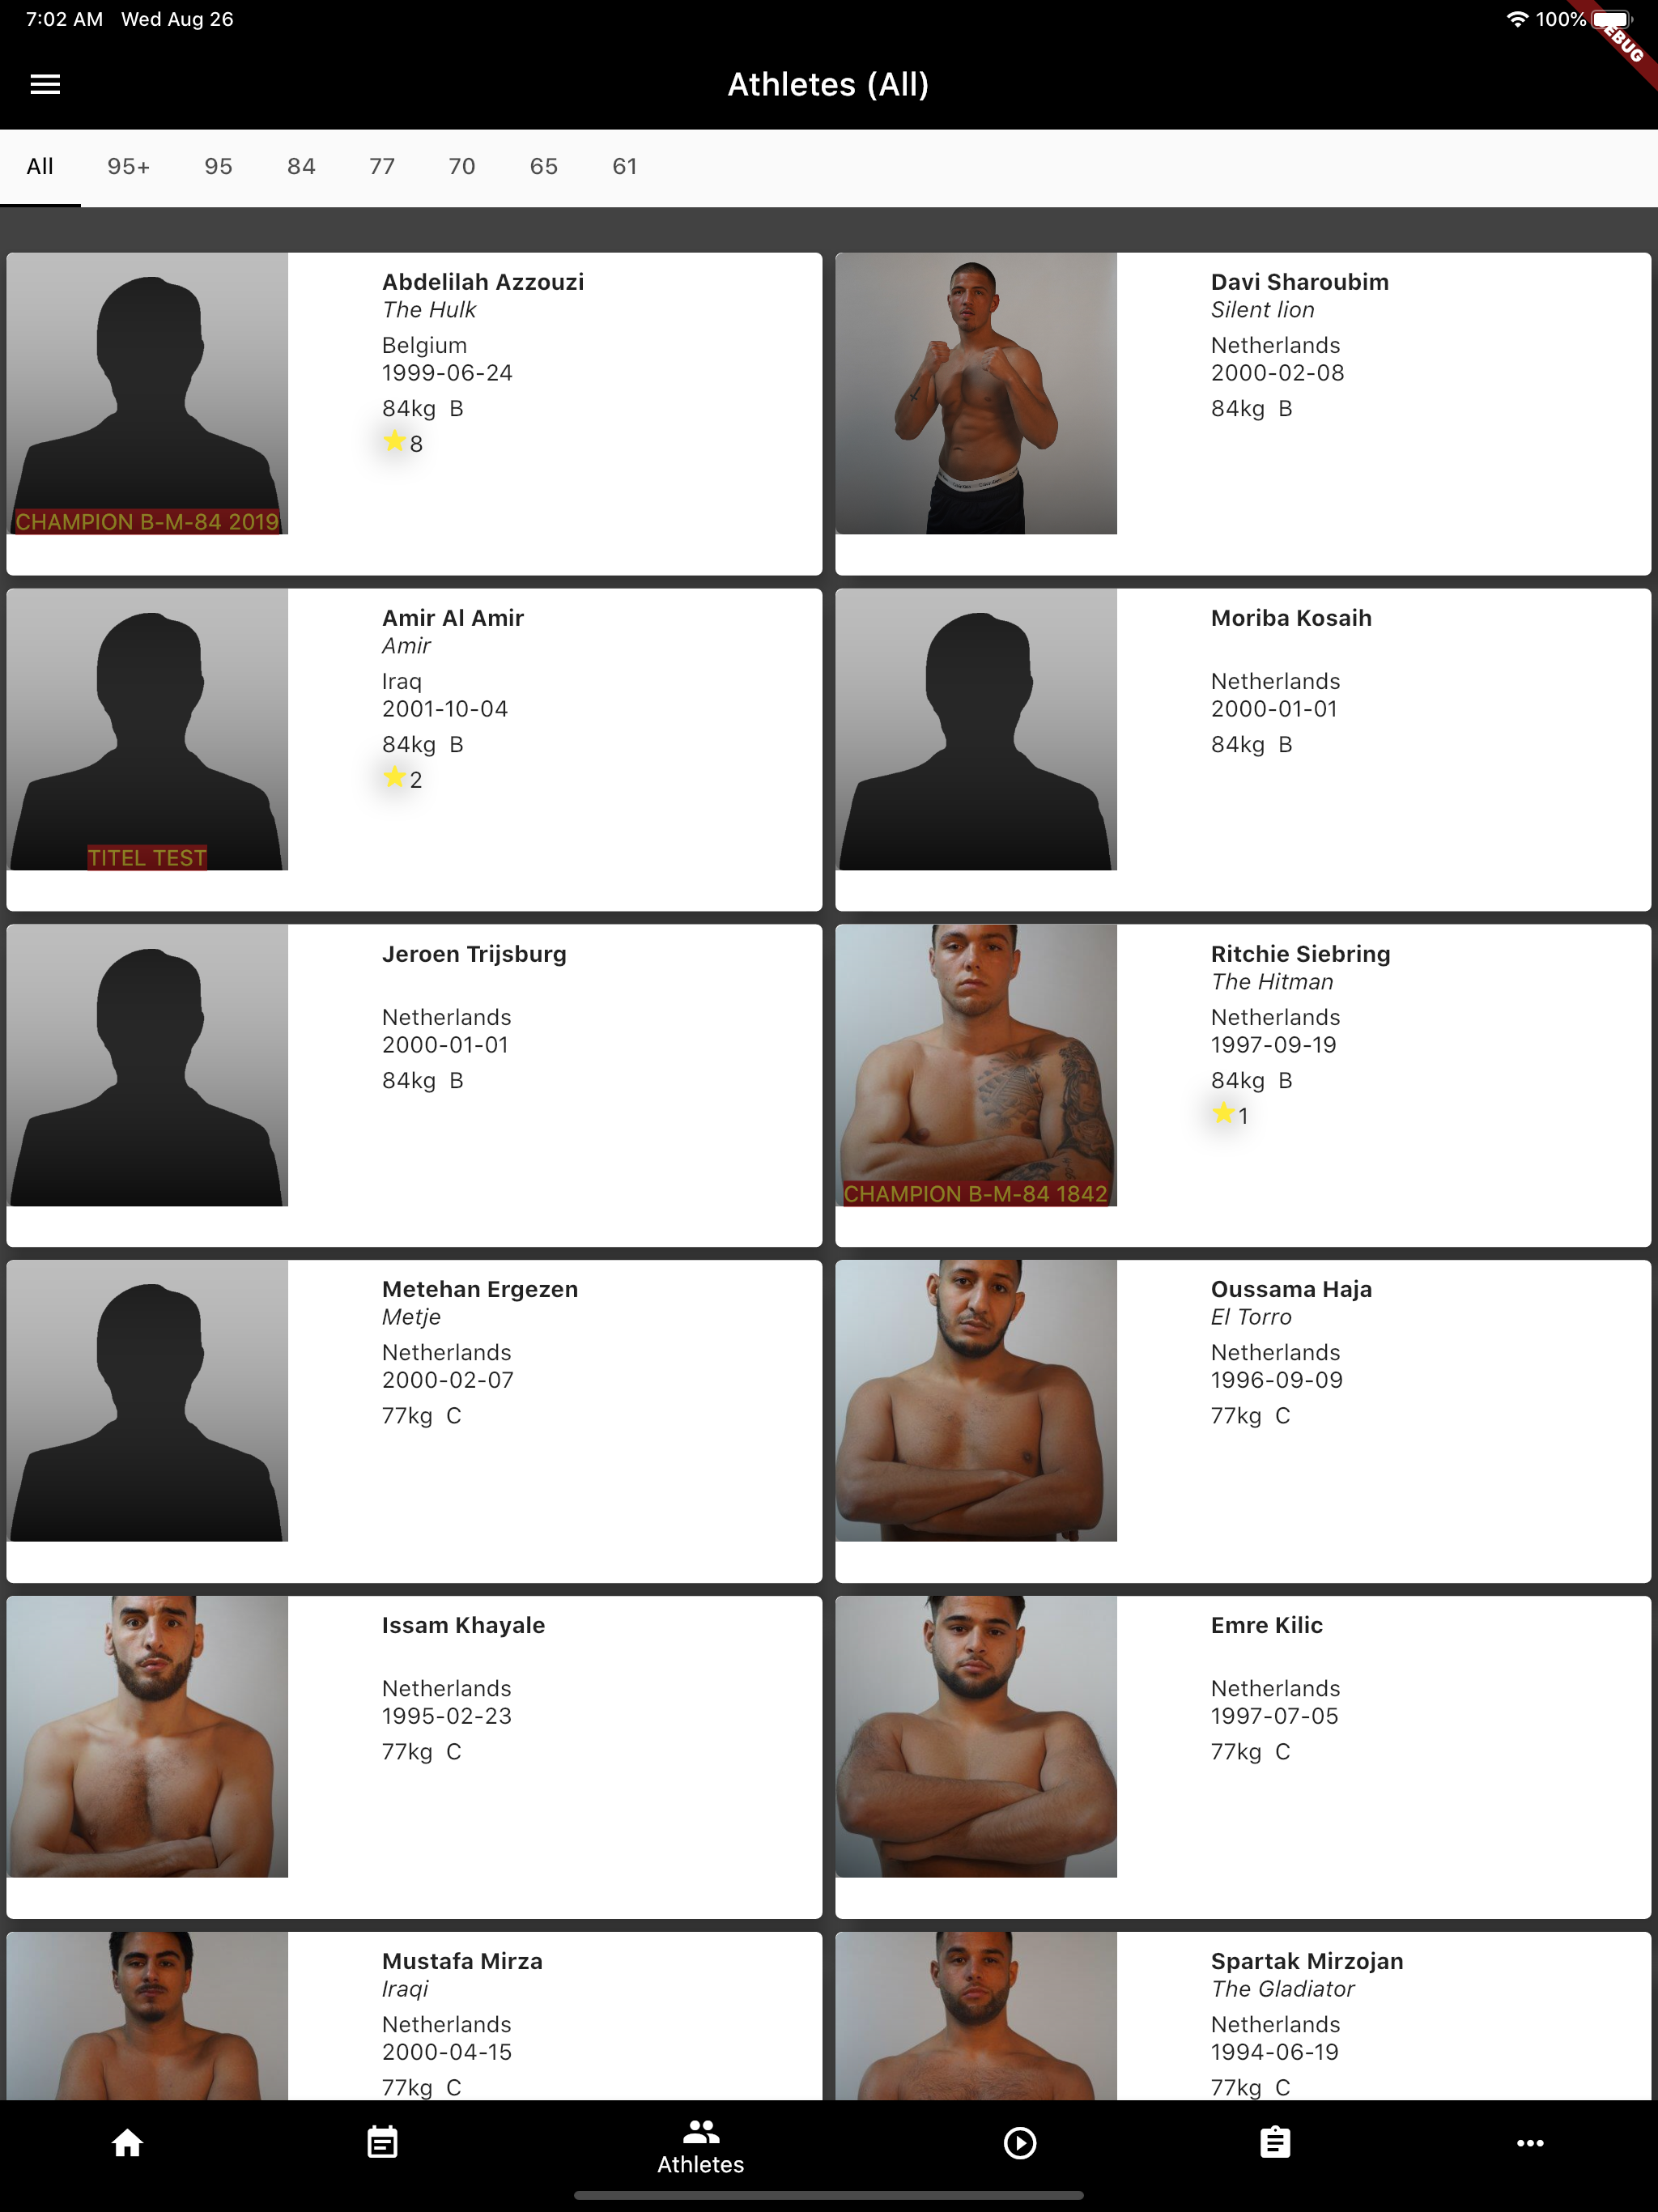 7:02 AM Wed Aug 26
100%
Athletes (All)
All 95+ 95 84 77 70 65 61
Abdelilah Azzouzi
The Hulk
Belgium
1999-06-24
84kg B
8
CHAMPION B-M-84 2019
Davi Sharoubim
Silent lion
Netherlands
2000-02-08
84kg B
Amir Al Amir
Amir
Iraq
2001-10-04
84kg B
2
TITEL TEST
Moriba Kosaih
Netherlands
2000-01-01
84kg B
Jeroen Trijsburg
Netherlands
2000-01-01
84kg B
Ritchie Siebring
The Hitman
Netherlands
1997-09-19
84kg B
1
CHAMPION B-M-84 1842
Metehan Ergezen
Metje
Netherlands
2000-02-07
77kg C
Oussama Haja
El Torro
Netherlands
1996-09-09
77kg C
Issam Khayale
Netherlands
1995-02-23
77kg C
Emre Kilic
Netherlands
1997-07-05
77kg C
Mustafa Mirza
Iraqi
Netherlands
2000-04-15
77kg C
Spartak Mirzojan
The Gladiator
Netherlands
1994-06-19
77kg C
Athletes